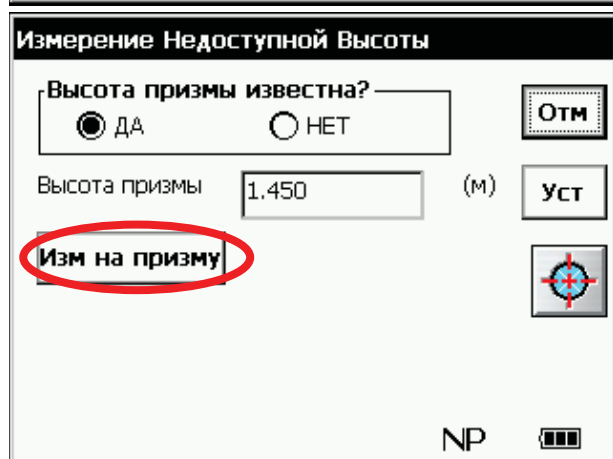 Измерение Недоступной Высоты
Высота призмы известна?
ДА НЕТ
Отм
Высота призмы 1.450 (м)
Уст
Изм на призму
NP